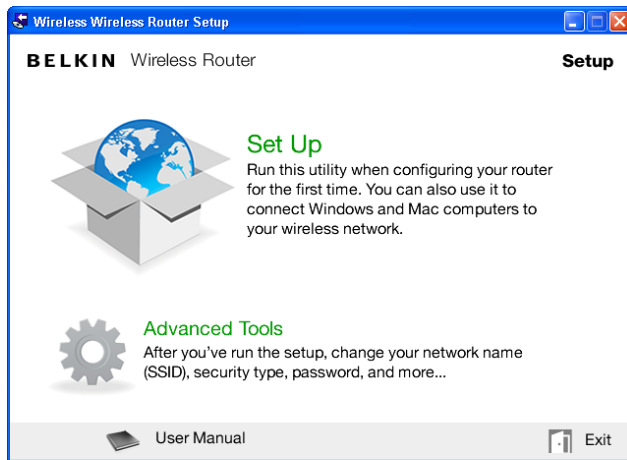 Wireless Wireless Router Setup
BELKIN Wireless Router
Setup
Set Up
Run this utility when configuring your router
for the first time. You can also use it to
connect Windows and Mac computers to
your wireless network.
Advanced Tools
After you've run the setup, change your network name
(SSID), security type, password, and more...
User Manual
Exit